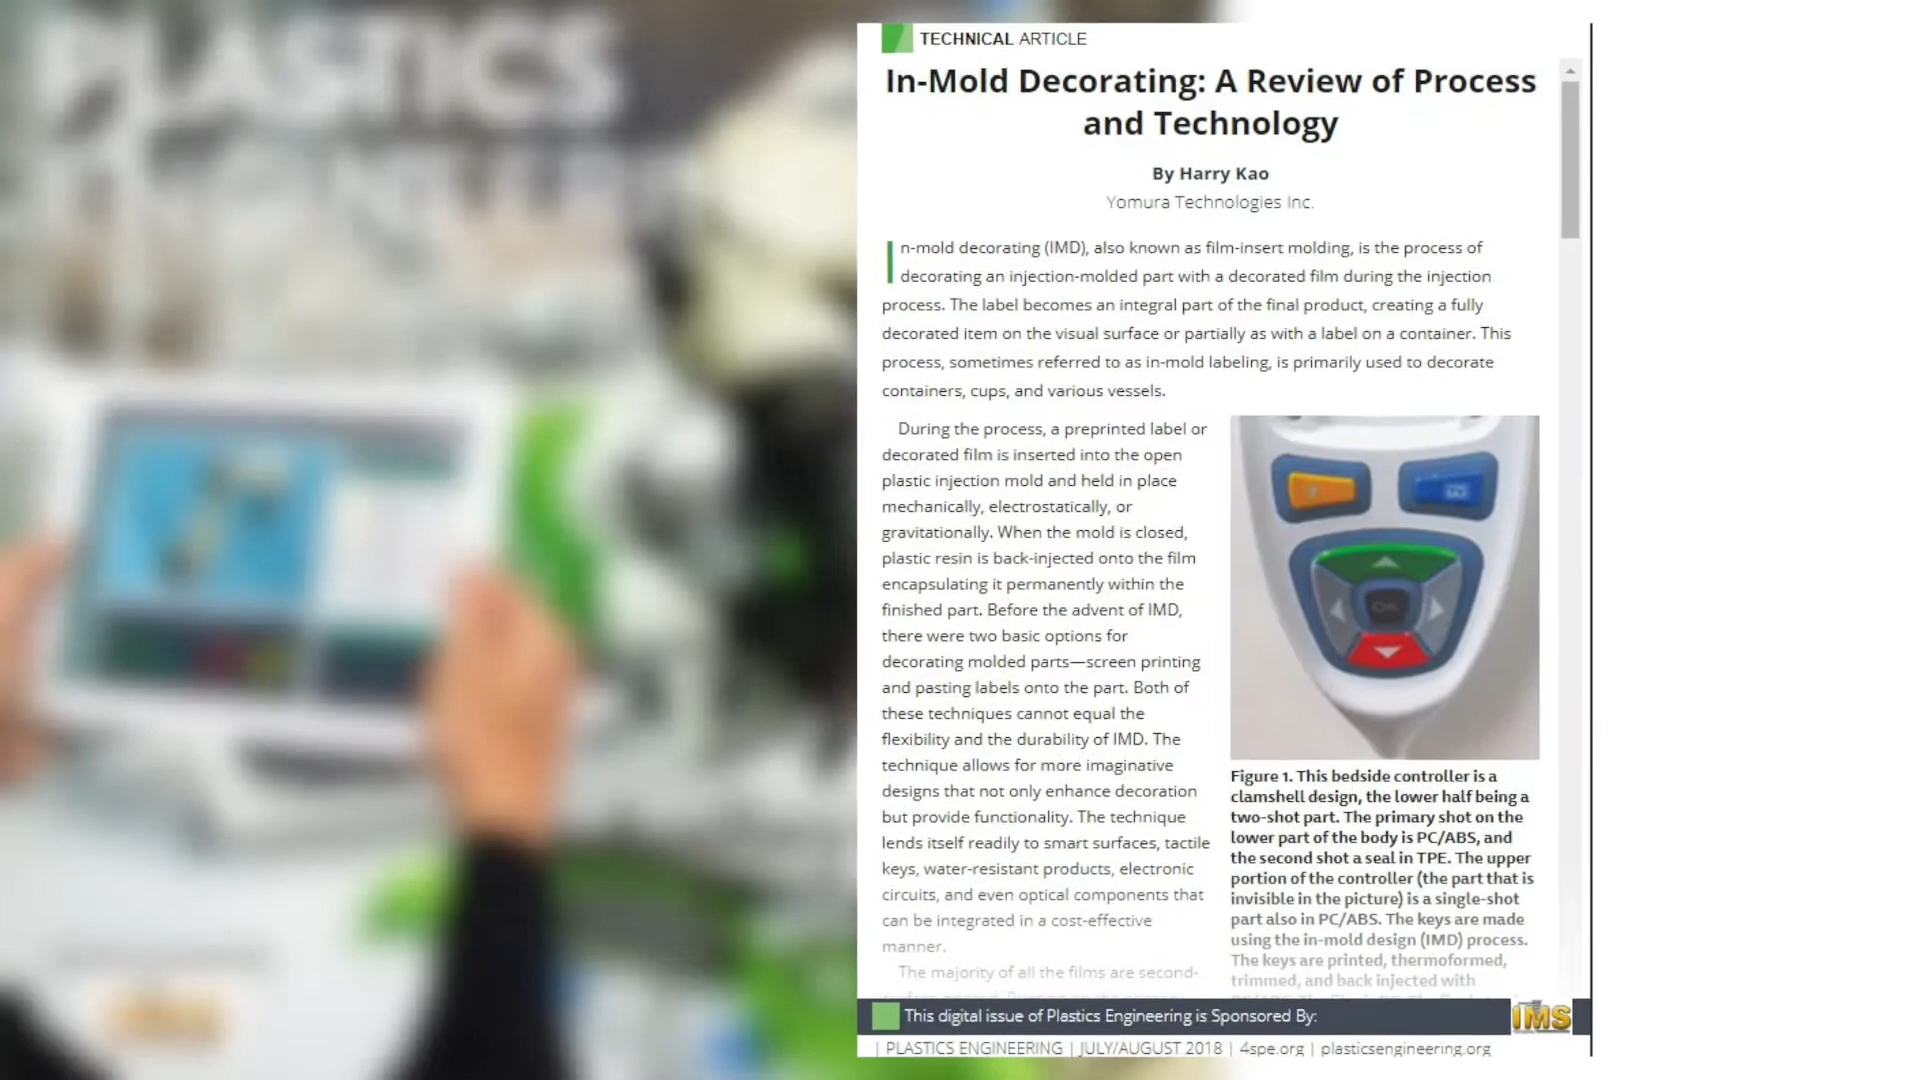 PLASTICS
TECHNICAL ARTICLE
In-Mold Decorating: A Review of Process
and Technology
By Harry Kao
Yomura Technologies Inc.
In-mold decorating (IMD), also known as film-insert molding, is the process of
decorating an injection-molded part with a decorated film during the injection
process. The label becomes an integral part of the final product, creating a fully
decorated item on the visual surface or partially as with a label on a container. This
process, sometimes referred to as in-mold labeling, is primarily used to decorate
containers, cups, and various vessels.
During the process, a preprinted label or
decorated film is inserted into the open
plastic injection mold and held in place
mechanically, electrostatically, or
gravitationally. When the mold is closed,
plastic resin is back-injected onto the film
encapsulating it permanently within the
finished part. Before the advent of IMD,
there were two basic options for
decorating molded parts—screen printing
and pasting labels onto the part. Both of
these techniques cannot equal the
flexibility and the durability of IMD. The
technique allows for more imaginative
designs that not only enhance decoration
but provide functionality. The technique
lends itself readily to smart surfaces, tactile
keys, water-resistant products, electronic
circuits, and even optical components that
can be integrated in a cost-effective
manner.
The majority of all the films are second-
OK
Figure 1. This bedside controller is a
clamshell design, the lower half being a
two-shot part. The primary shot on the
lower part of the body is PC/ABS, and
the second shot a seal in TPE. The upper
portion of the controller (the part that is
invisible in the picture) is a single-shot
part also in PC/ABS. The keys are made
using the in-mold design (IMD) process.
The keys are printed, thermoformed,
trimmed, and back injected with
This digital issue of Plastics Engineering is Sponsored By:
IMS
| PLASTICS ENGINEERING | JULY/AUGUST 2018 | 4spe.org | plasticsengineering.org